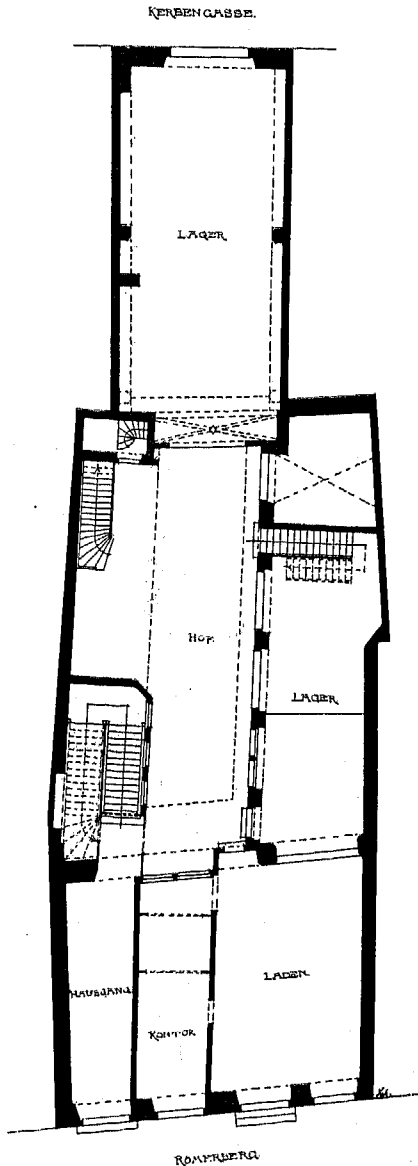 KERBENGASSE.
LAGER
HOF.
LAGER
LADEN.
HAUSGANG.
KONTOR
RÖMERBERG